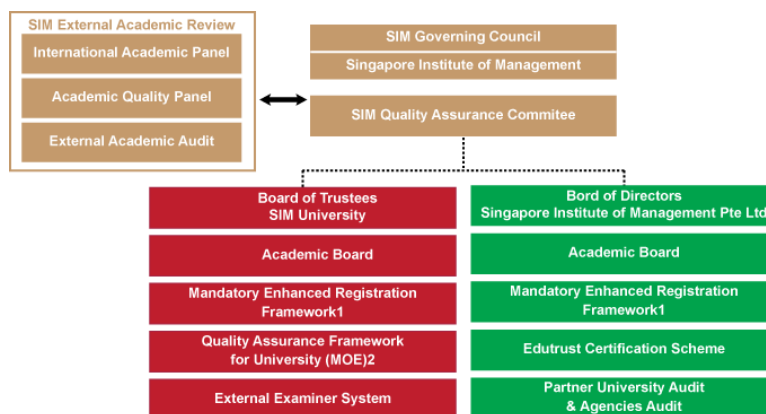 SIM External Academic Review
International Academic Panel
Academic Quality Panel
External Academic Audit
SIM Governing Council
Singapore Institute of Management
SIM Quality Assurance Commitee
Board of Trustees
SIM University
Academic Board
Mandatory Enhanced Registration
Framework1
Quality Assurance Framework
for University (MOE)2
External Examiner System
Bord of Directors
Singapore Institute of Management Pte Ltd
Academic Board
Mandatory Enhanced Registration
Framework1
Edutrust Certification Scheme
Partner University Audit
& Agencies Audit